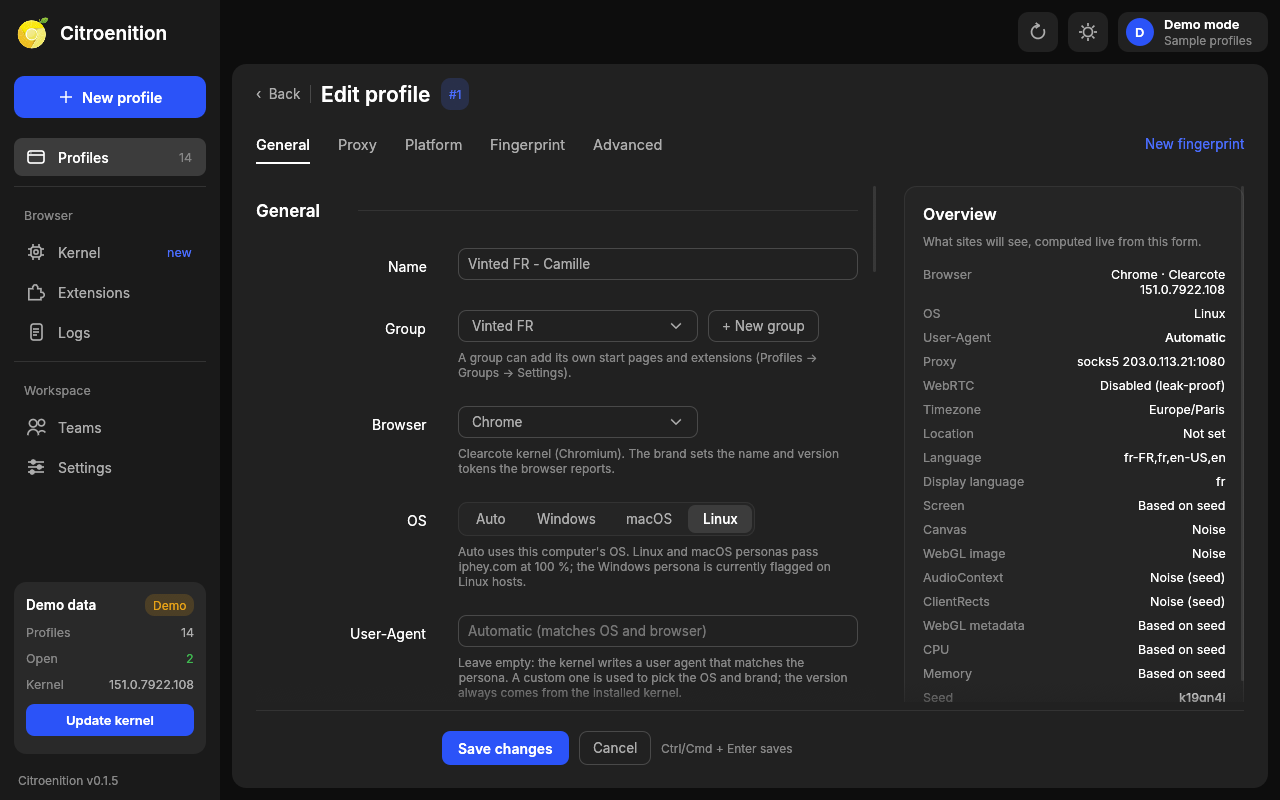 Citroenition
New profile
Profiles 14
Browser
Kernel new
Extensions
Logs
Workspace
Teams
Settings
Demo data Demo
Profiles 14
Open 2
Kernel 151.0.7922.108
Update kernel
Citroenition v0.1.5
D
Demo mode
Sample profiles
‹ Back
Edit profile
#1
General Proxy Platform Fingerprint Advanced
New fingerprint
General
Name
Vinted FR - Camille
Group
Vinted FR
+ New group
A group can add its own start pages and extensions (Profiles →
Groups → Settings).
Browser
Chrome
Clearcote kernel (Chromium). The brand sets the name and version
tokens the browser reports.
OS
Auto Windows macOS Linux
Auto uses this computer's OS. Linux and macOS personas pass
iphey.com at 100 %; the Windows persona is currently flagged on
Linux hosts.
User-Agent
Automatic (matches OS and browser)
Leave empty: the kernel writes a user agent that matches the
persona. A custom one is used to pick the OS and brand; the version
always comes from the installed kernel.
Save changes
Cancel
Ctrl/Cmd + Enter saves
Overview
What sites will see, computed live from this form.
Browser Chrome · Clearcote
151.0.7922.108
OS Linux
User-Agent Automatic
Proxy socks5 203.0.113.21:1080
WebRTC Disabled (leak-proof)
Timezone Europe/Paris
Location Not set
Language fr-FR,fr,en-US,en
Display language fr
Screen Based on seed
Canvas Noise
WebGL image Noise
AudioContext Noise (seed)
ClientRects Noise (seed)
WebGL metadata Based on seed
CPU Based on seed
Memory Based on seed
Seed